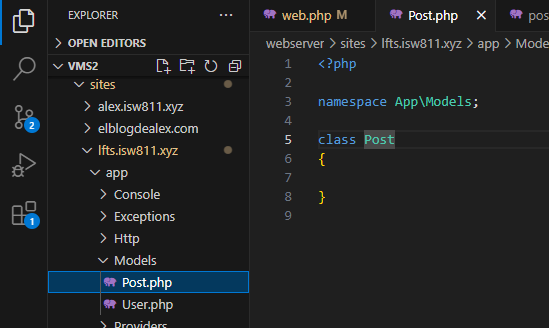 EXPLORER
OPEN EDITORS
VMS2
sites
alex.isw811.xyz
elblogdealex.com
lfts.isw811.xyz
app
Console
Exceptions
Http
Models
Post.php
User.php
Providers
2
1
web.php M
Post.php
pos
webserver > sites > lfts.isw811.xyz > app > Mode
1 <?php
2
3 namespace App\Models;
4
5 class Post
6 {
7
8 }
9